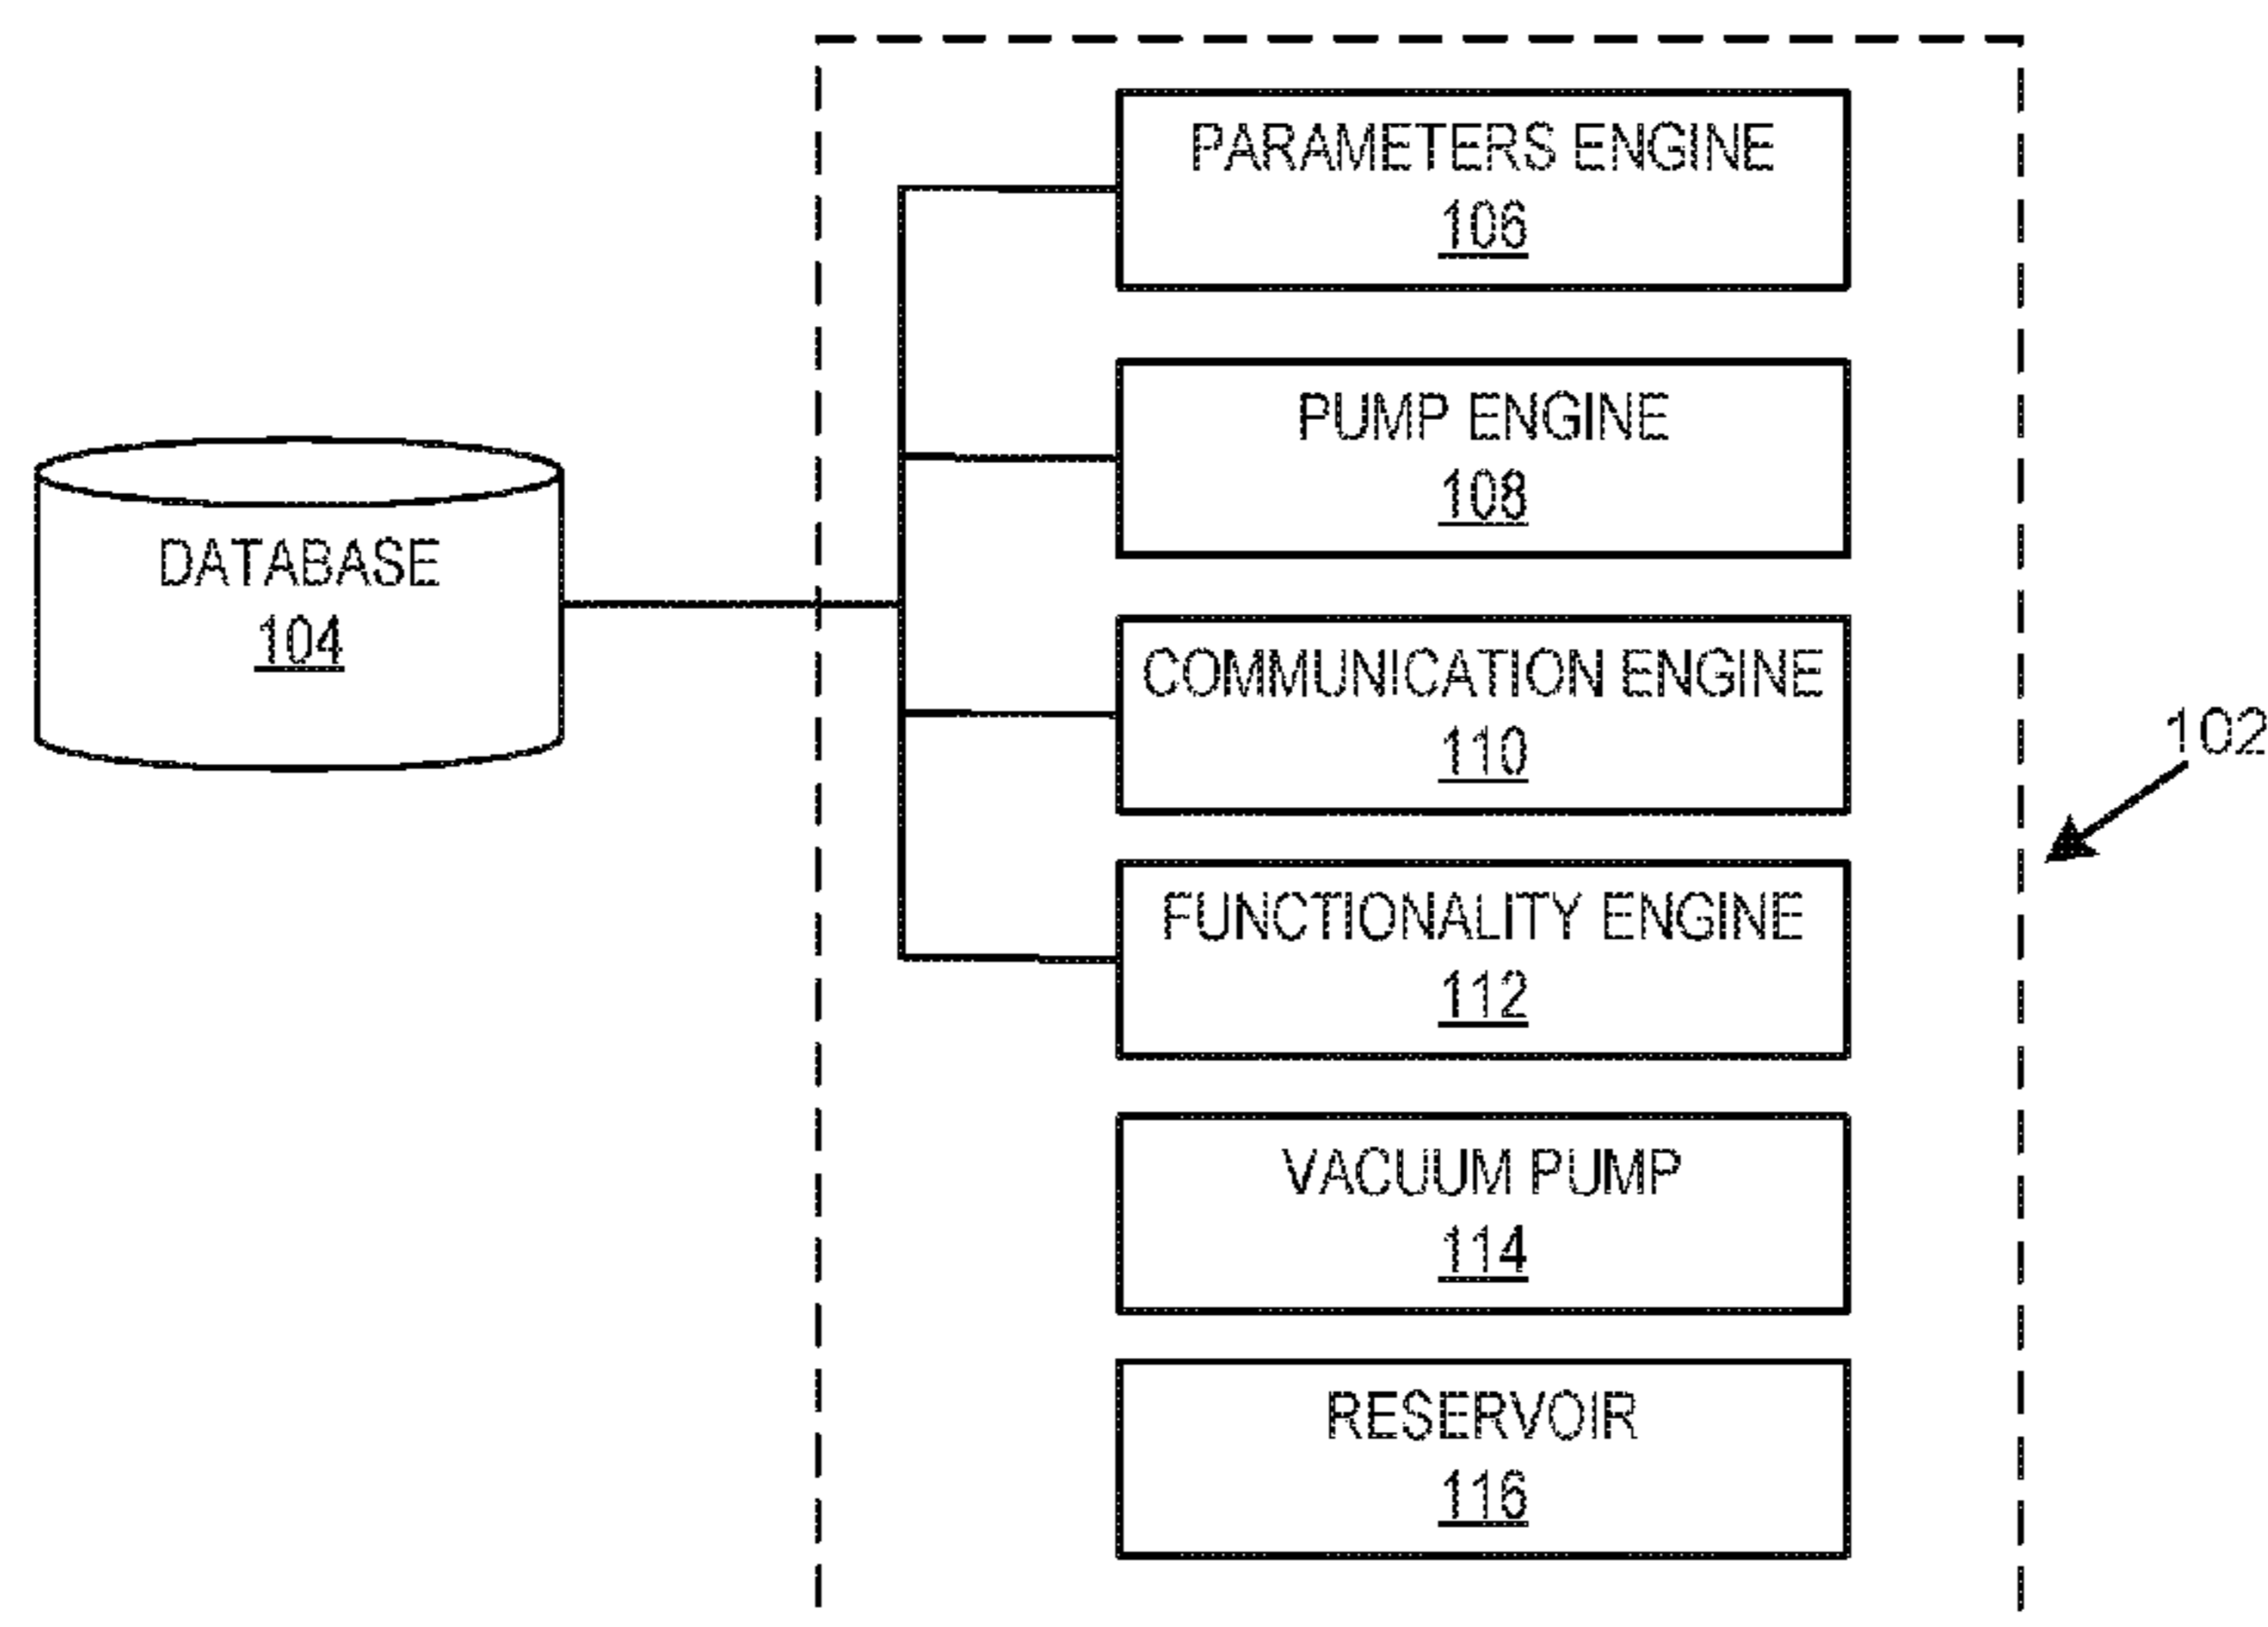 PARAMETERS ENGINE
106
PUMP ENGINE
108
DATABASE
104
COMMUNICATION ENGINE
110
102
FUNCTIONALITY ENGINE
112
VACUUM PUMP
114
RESERVOIR
116